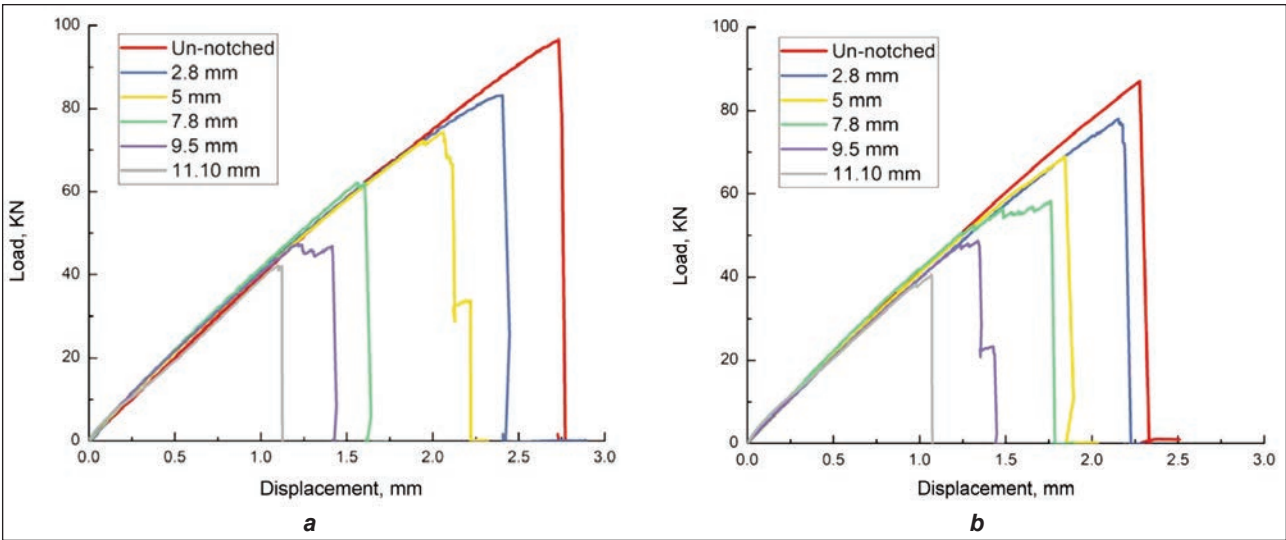 100
80
60
40
20
0
Load, KN
Un-notched
2.8 mm
5 mm
7.8 mm
9.5 mm
11.10 mm
0.0 0.5 1.0 1.5 2.0 2.5 3.0
Displacement, mm
a
100
80
60
40
20
0
Load, KN
Un-notched
2.8 mm
5 mm
7.8 mm
9.5 mm
11.10 mm
0.0 0.5 1.0 1.5 2.0 2.5 3.0
Displacement, mm
b